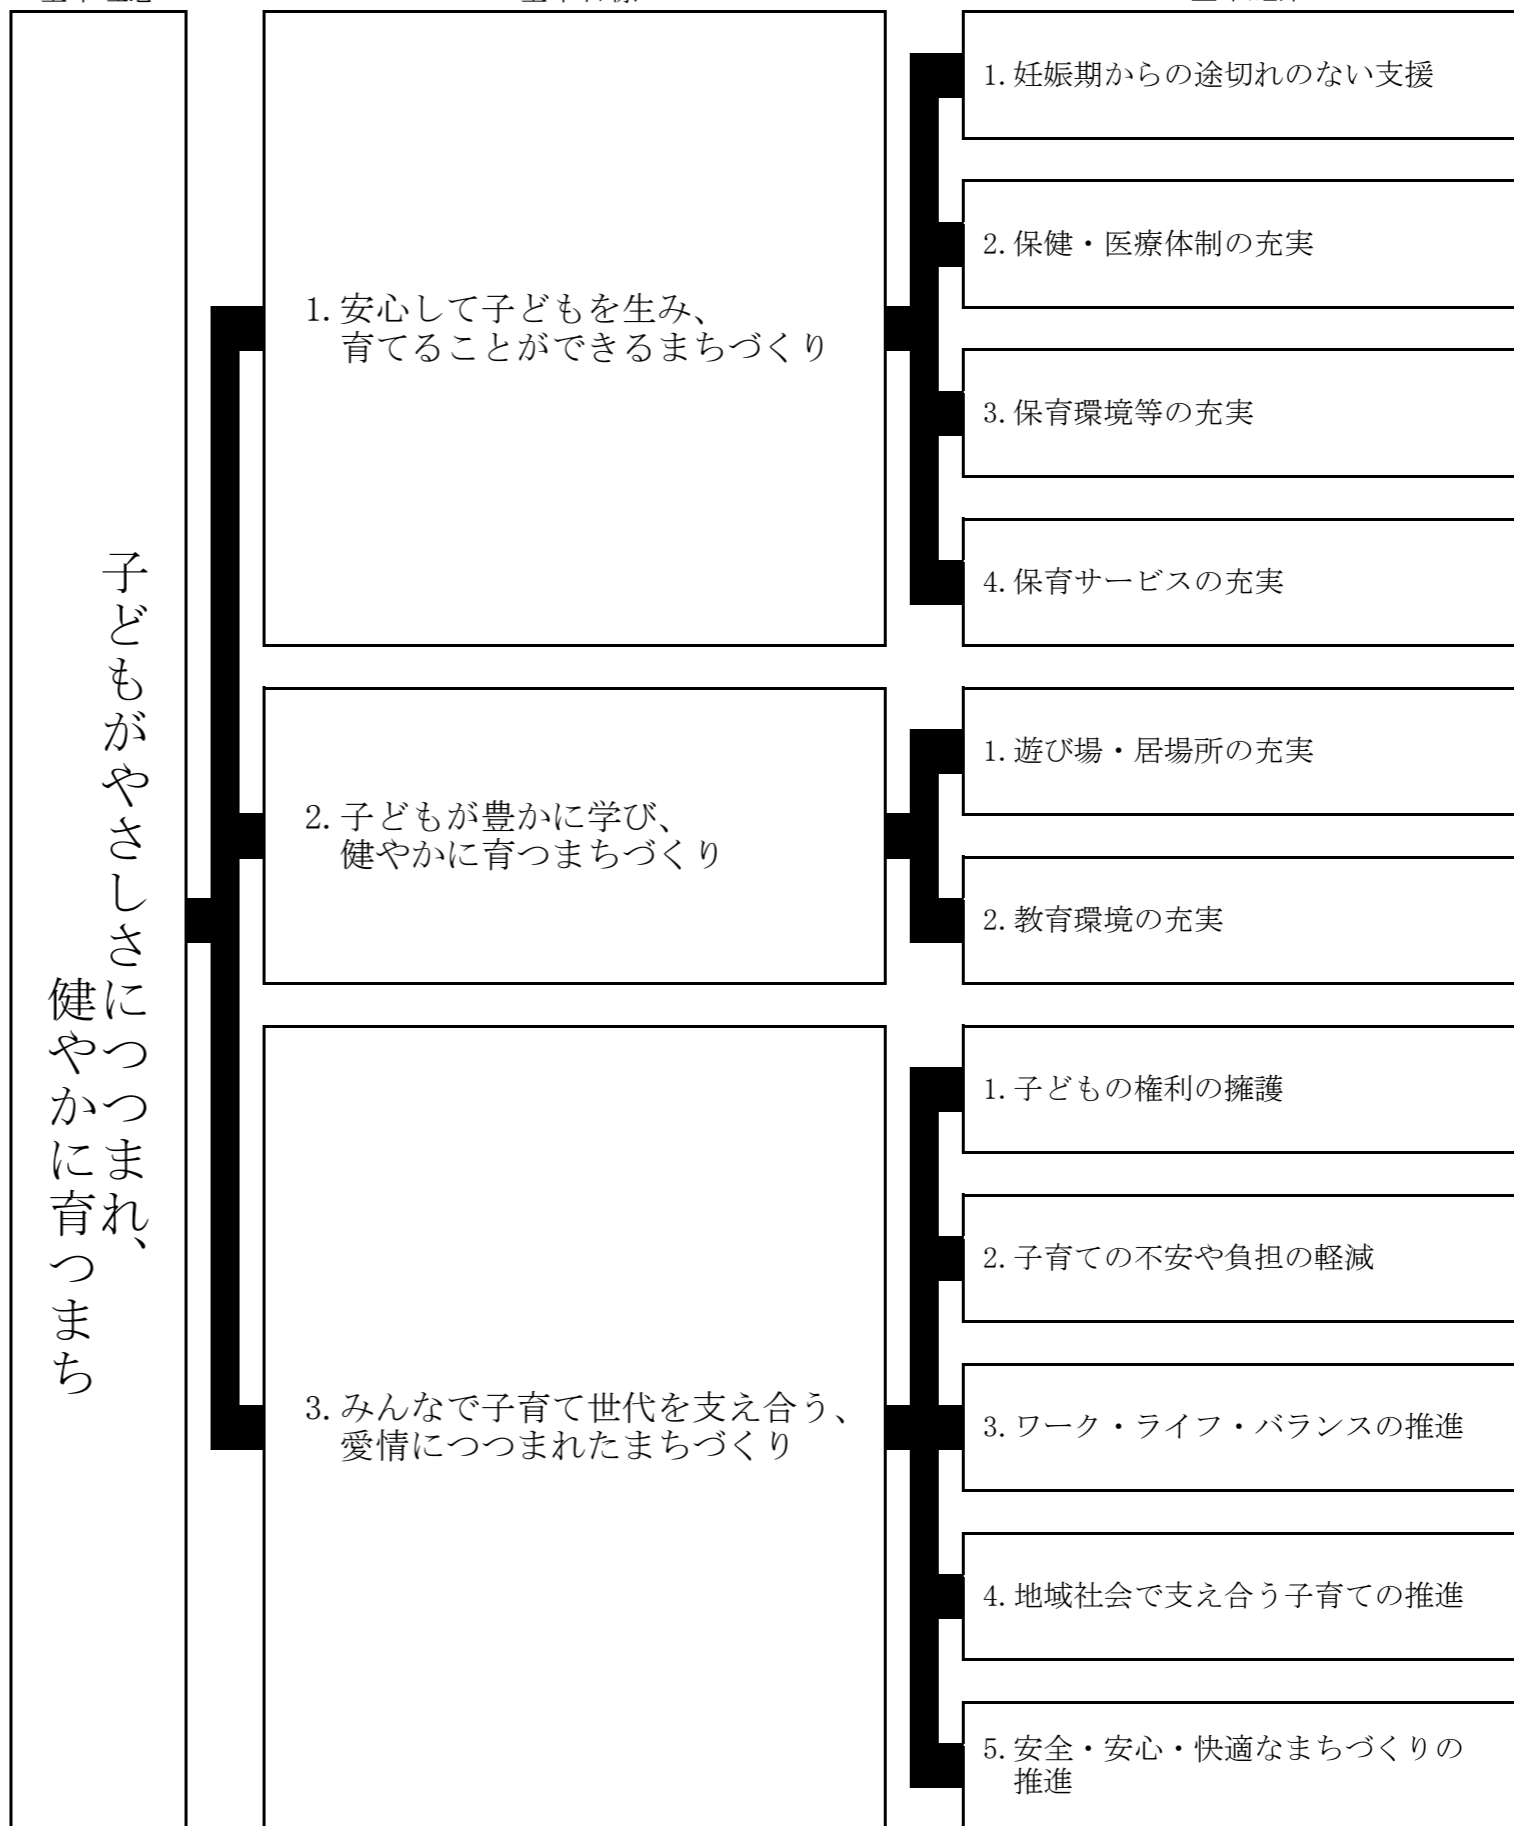 子どもがやさしさにつつまれ、
健やかに育つまち
1.安心して子どもを生み、
育てることができるまちづくり
1.妊娠期からの途切れのない支援
2.保健・医療体制の充実
3.保育環境等の充実
4.保育サービスの充実
2.子どもが豊かに学び、
健やかに育つまちづくり
1.遊び場・居場所の充実
2.教育環境の充実
3.みんなで子育て世代を支え合う、
愛情につつまれたまちづくり
1.子どもの権利の擁護
2.子育ての不安や負担の軽減
3.ワーク・ライフ・バランスの推進
4.地域社会で支え合う子育ての推進
5.安全・安心・快適なまちづくりの
推進